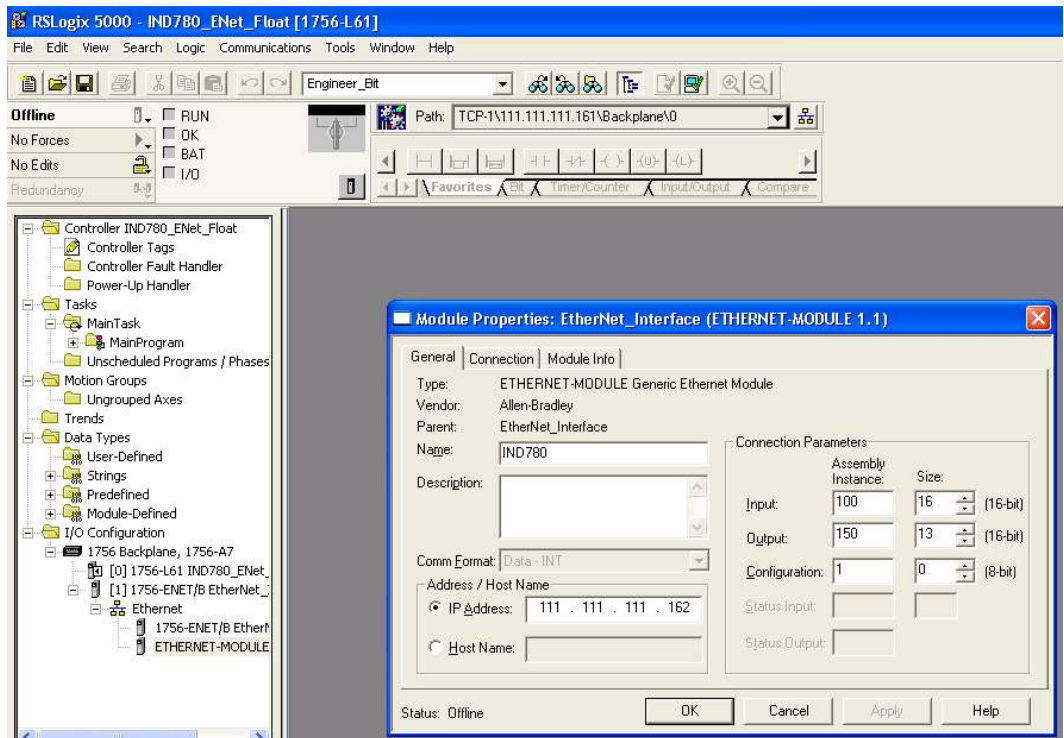 RSLogix 5000 - IND780_ENet_Float [1756-L61]
File Edit View Search Logic Communications Tools Window Help
Engineer_Bit
Offline
RUN
No Forces
OK
No Edits
BAT
Redundancy
I/O
Path: TCP-1\111.111.111.161\Backplane\0
Favorites Bit Timer/Counter Input/Output Compare
Controller IND780_ENet_Float
Controller Tags
Controller Fault Handler
Power-Up Handler
Tasks
MainTask
MainProgram
Unscheduled Programs / Phases
Motion Groups
Ungrouped Axes
Trends
Data Types
User-Defined
Strings
Predefined
Module-Defined
I/O Configuration
1756 Backplane, 1756-A7
[0] 1756-L61 IND780_ENet_
[1] 1756-ENET/B EtherNet_
Ethernet
1756-ENET/B EtherN
ETHERNET-MODULE
Module Properties: EtherNet_Interface (ETHERNET-MODULE 1.1)
General Connection Module Info
Type: ETHERNET-MODULE Generic Ethernet Module
Vendor: Allen-Bradley
Parent: EtherNet_Interface
Name: IND780
Description:
Comm Format: Data - INT
Address / Host Name
IP Address: 111 . 111 . 111 . 162
Host Name:
Connection Parameters
Assembly
Instance: Size:
Input: 100 16 (16-bit)
Output: 150 13 (16-bit)
Configuration: 1 0 (8-bit)
Status Input:
Status Output:
Status: Offline
OK Cancel Apply Help